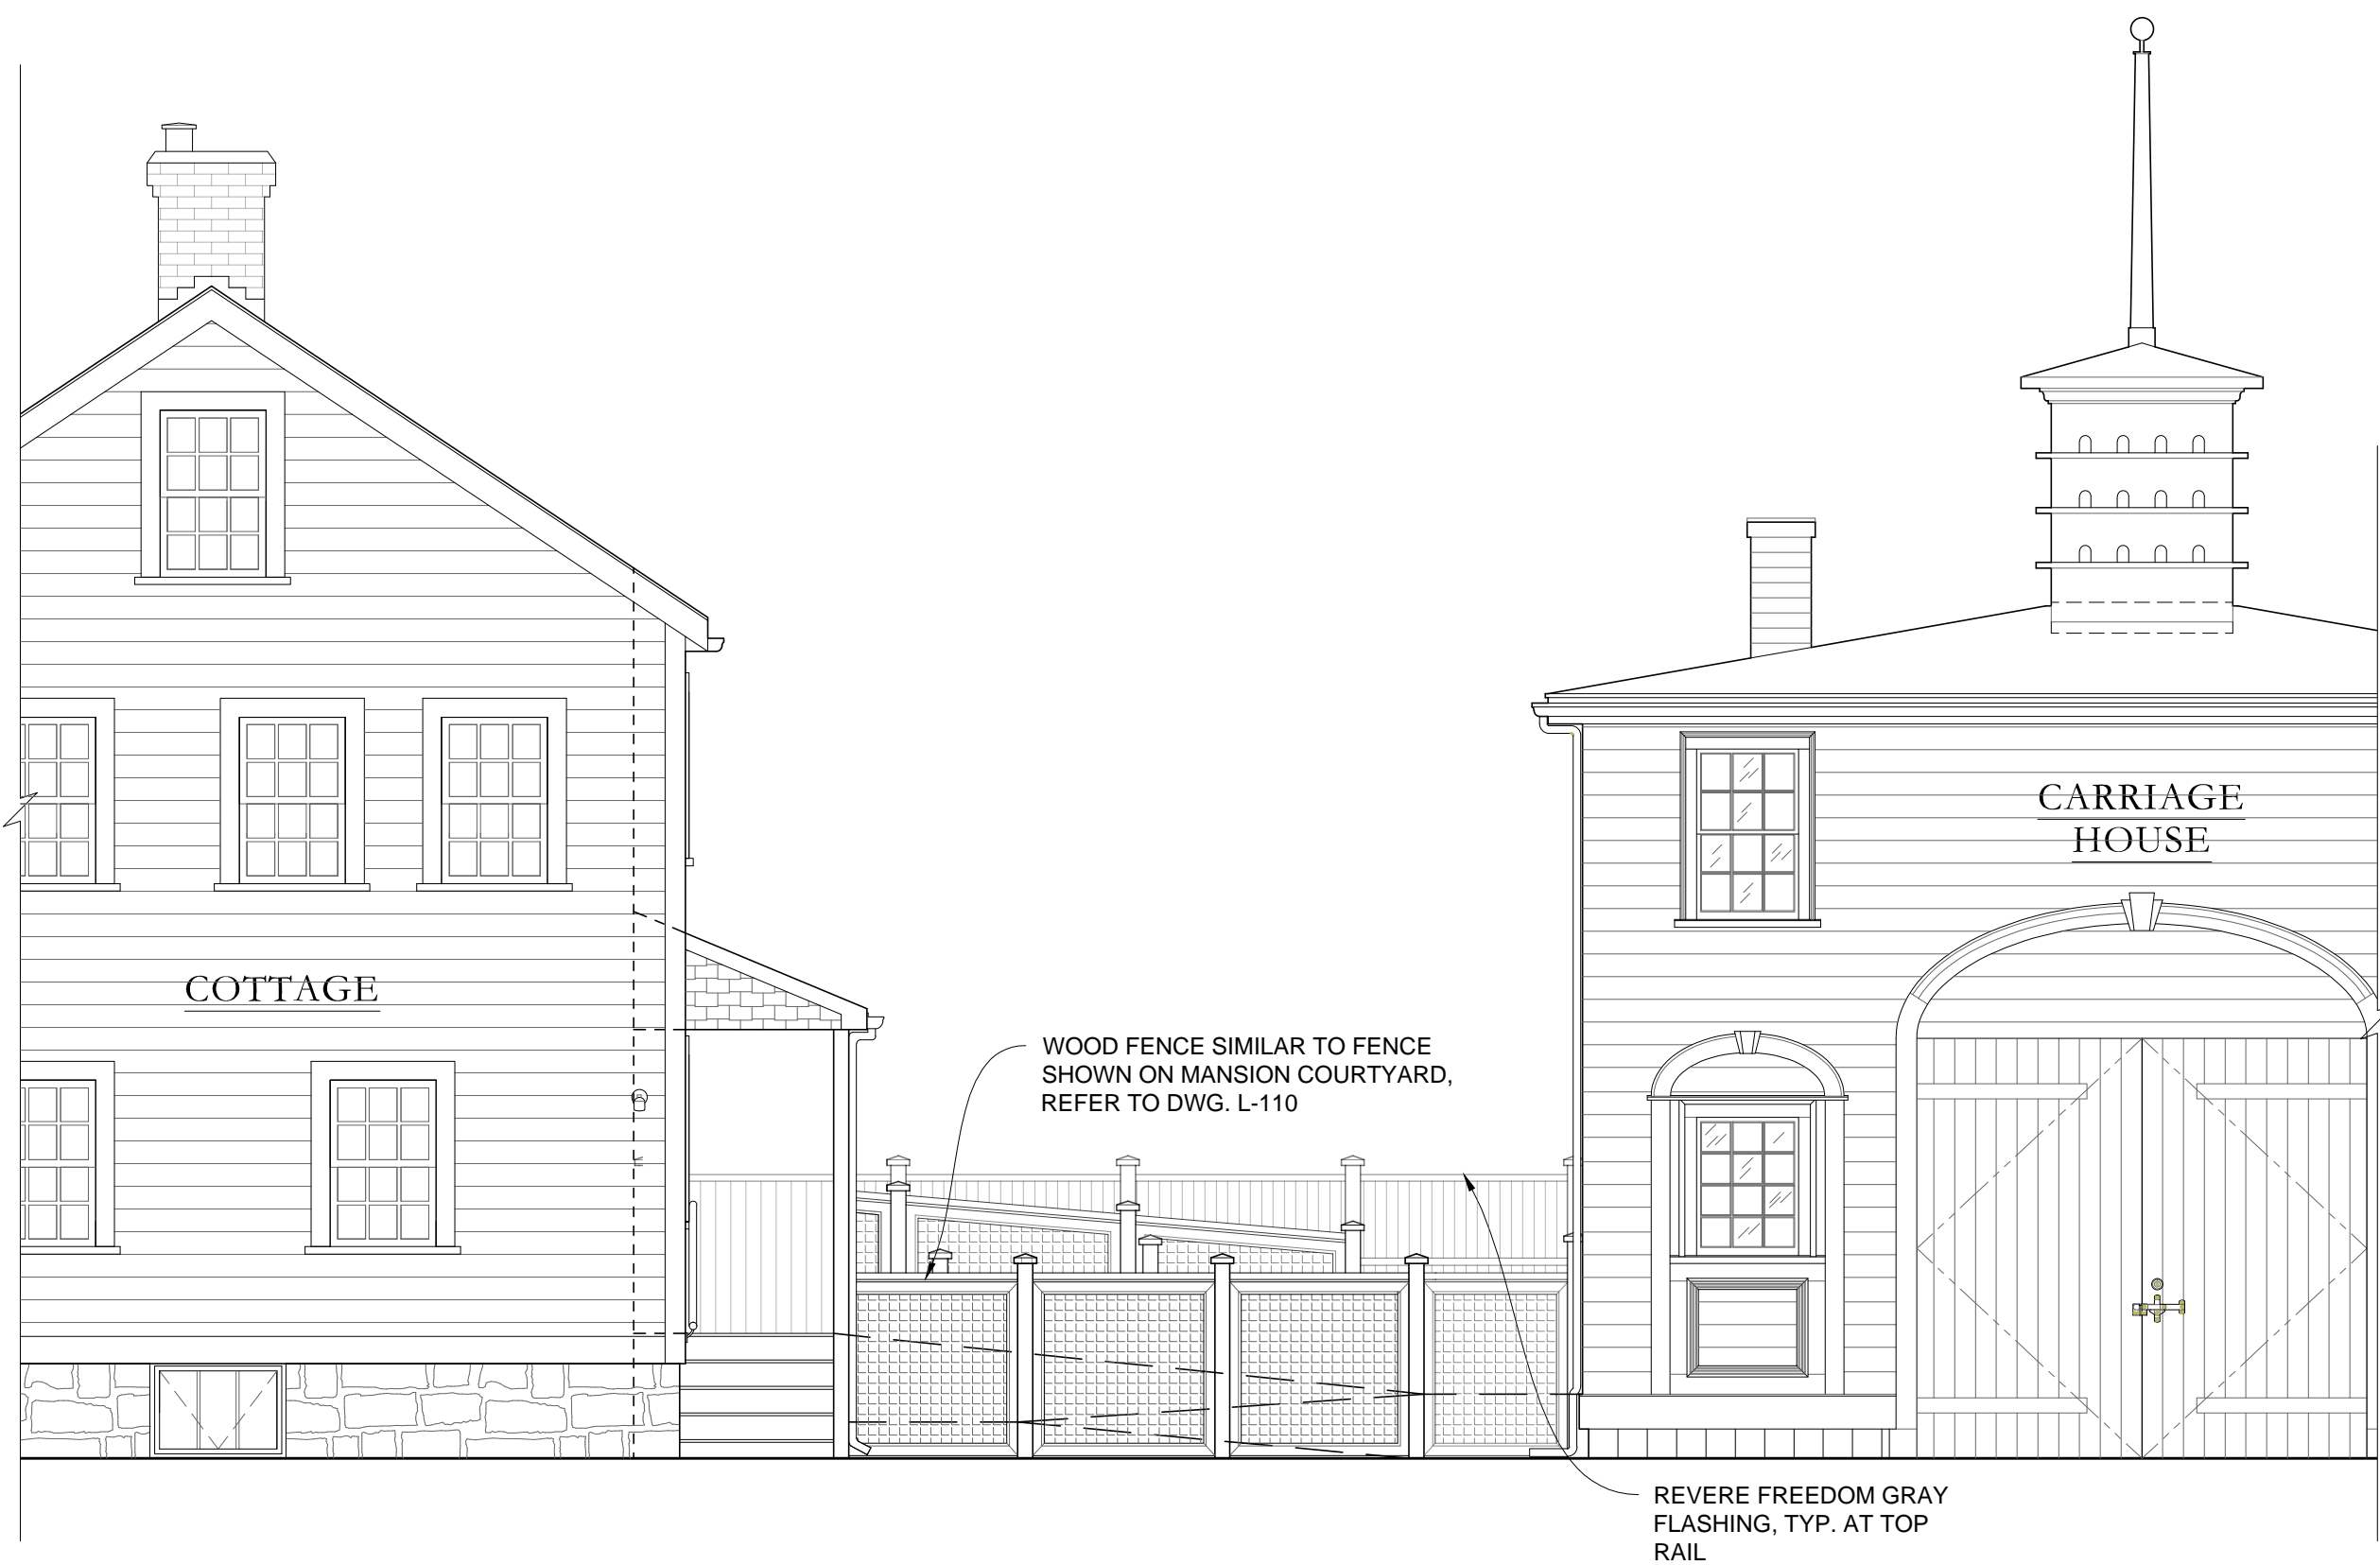 CARRIAGE
HOUSE
COTTAGE
WOOD FENCE SIMILAR TO FENCE
SHOWN ON MANSION COURTYARD,
REFER TO DWG. L-110
REVERE FREEDOM GRAY
FLASHING, TYP. AT TOP
RAIL